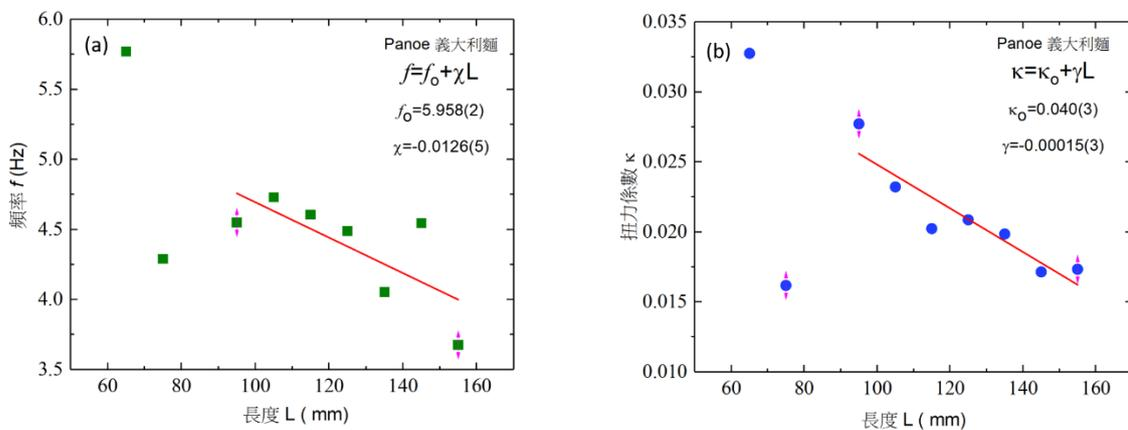 (a)
Panoe 義大利麵
f=fo+χL
fo=5.958(2)
χ=-0.0126(5)
頻率 f (Hz)
6.0
5.5
5.0
4.5
4.0
3.5
60 80 100 120 140 160
長度 L ( mm)
(b)
Panoe 義大利麵
κ=κo+γL
κo=0.040(3)
γ=-0.00015(3)
扭力係數 κ
0.035
0.030
0.025
0.020
0.015
0.010
60 80 100 120 140 160
長度 L ( mm)